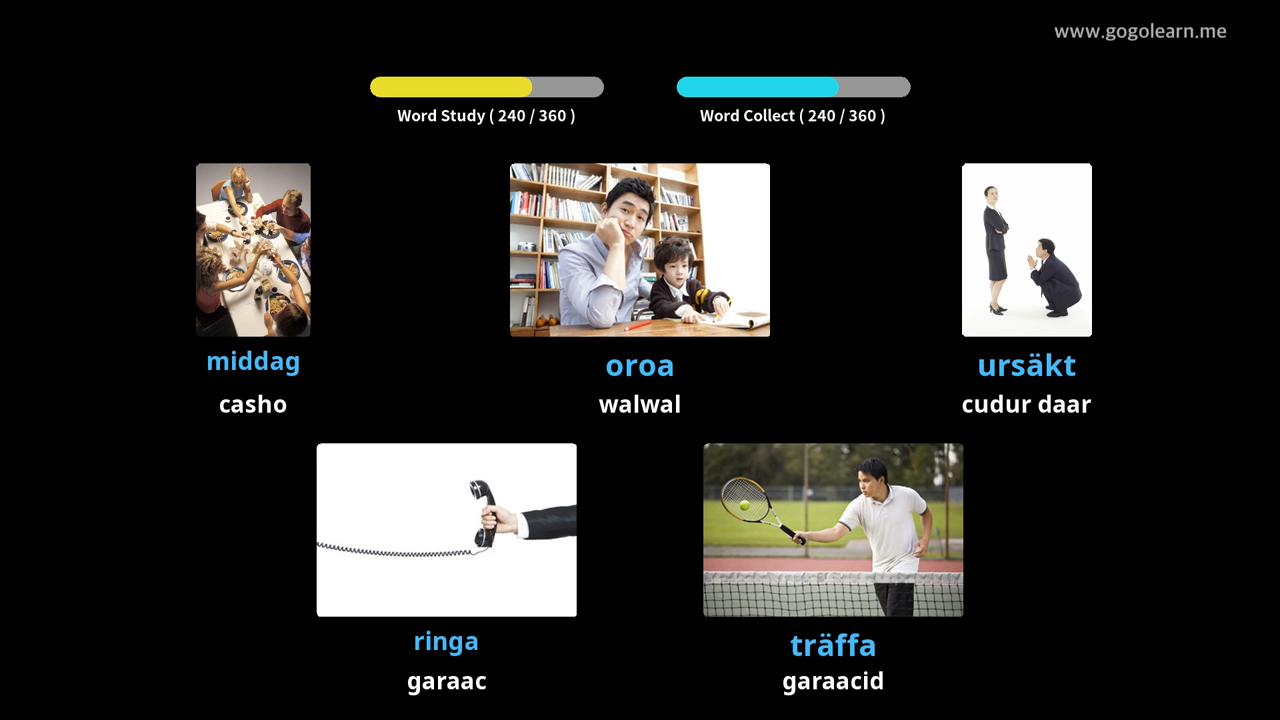 www.gogolearn.me
Word Study ( 240 / 360 )
Word Collect ( 240 / 360 )
middag
casho
oroa
walwal
ursäkt
cudur daar
ringa
garaac
träffa
garaacid